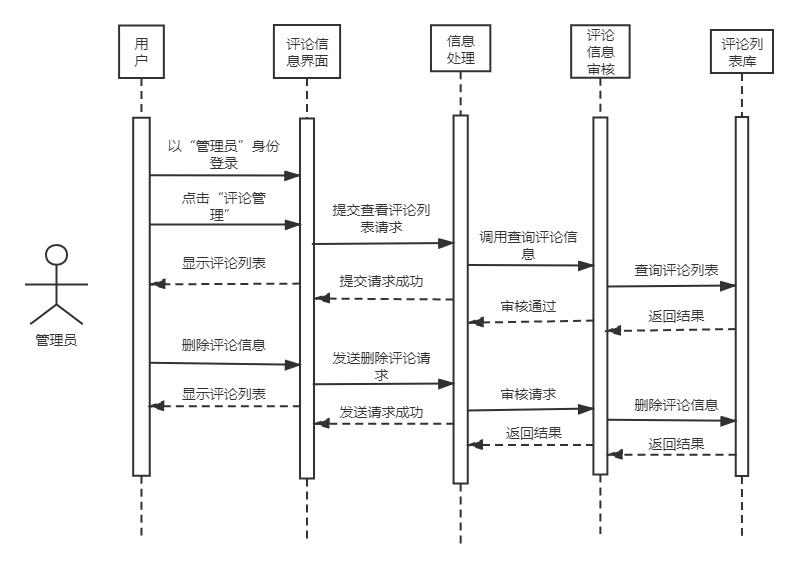 用
户
评论信
息界面
信息
处理
评论
信息
审核
评论列
表库
以“管理员”身份
登录
点击“评论管
理”
提交查看评论列
表请求
调用查询评论信
息
查询评论列表
显示评论列表
提交请求成功
审核通过
返回结果
管理员
删除评论信息
发送删除评论请
求
审核请求
删除评论信息
显示评论列表
发送请求成功
返回结果
返回结果